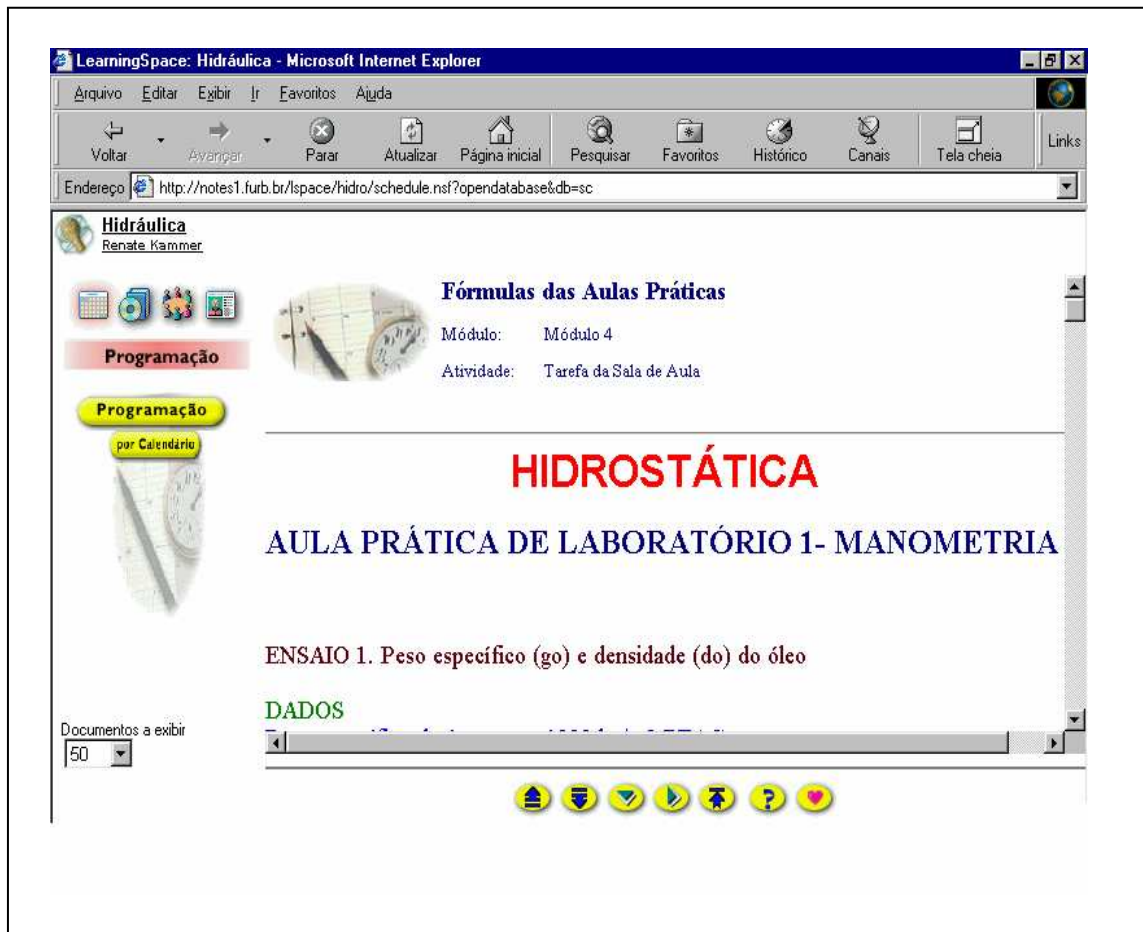 LearningSpace: Hidráulica - Microsoft Internet Explorer
Arquivo Editar Exibir Ir Favoritos Ajuda
Voltar Avançar Parar Atualizar Página inicial Pesquisar Favoritos Histórico Canais Tela cheia Links
Endereço http://notes1.furb.br/lspace/hidro/schedule.nsf?opendatabase&db=sc
Hidráulica
Renate Kammer
Fórmulas das Aulas Práticas
Módulo: Módulo 4
Atividade: Tarefa da Sala de Aula
Programação
Programação
por Calendário
HIDROSTÁTICA
AULA PRÁTICA DE LABORATÓRIO 1- MANOMETRIA
ENSAIO 1. Peso específico (go) e densidade (do) do óleo
DADOS
Documentos a exibir
50